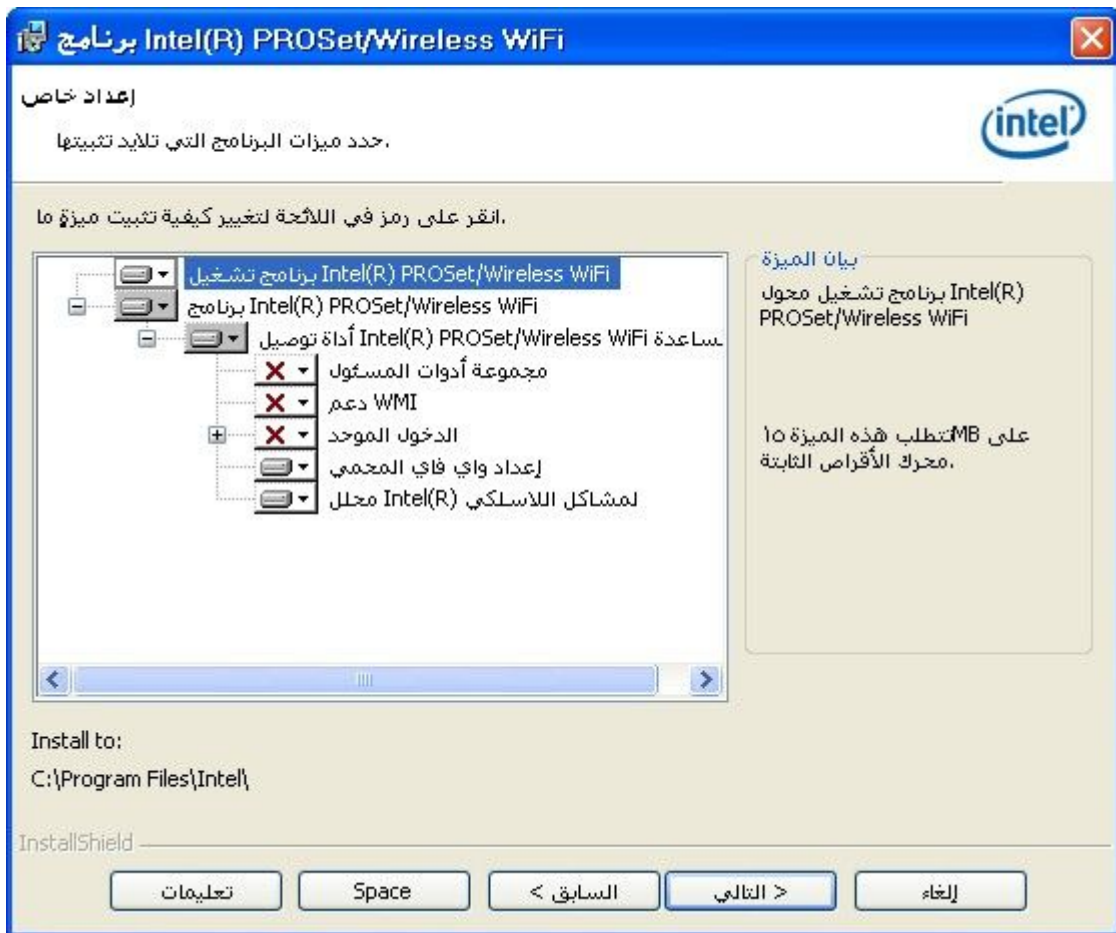 برنامج Intel(R) PROSet/Wireless WiFi
إعداد خاص
intel
حدد ميزات البرنامج التي تلايد تثبيتها.
انقر على رمز في اللائحة لتغيير كيفية تثبيت ميزة ما.
برنامج تشغيل Intel(R) PROSet/Wireless WiFi
برنامج Intel(R) PROSet/Wireless WiFi
أداة توصيل Intel(R) PROSet/Wireless WiFi لساعدة
مجموعة أدوات المسئول
دعم WMI
الدخول الموحد
إعداد واي فاي المحمي
محلل Intel(R) لمشاكل اللاسلكي
بيان الميزة
برنامج تشغيل محول Intel(R)
PROSet/Wireless WiFi
تتطلب هذه الميزة ١٥MB على
محرك الأقراص الثابتة.
Install to:
C:\Program Files\Intel\
InstallShield
تعليمات
Space
السابق >
< التالي
إلغاء